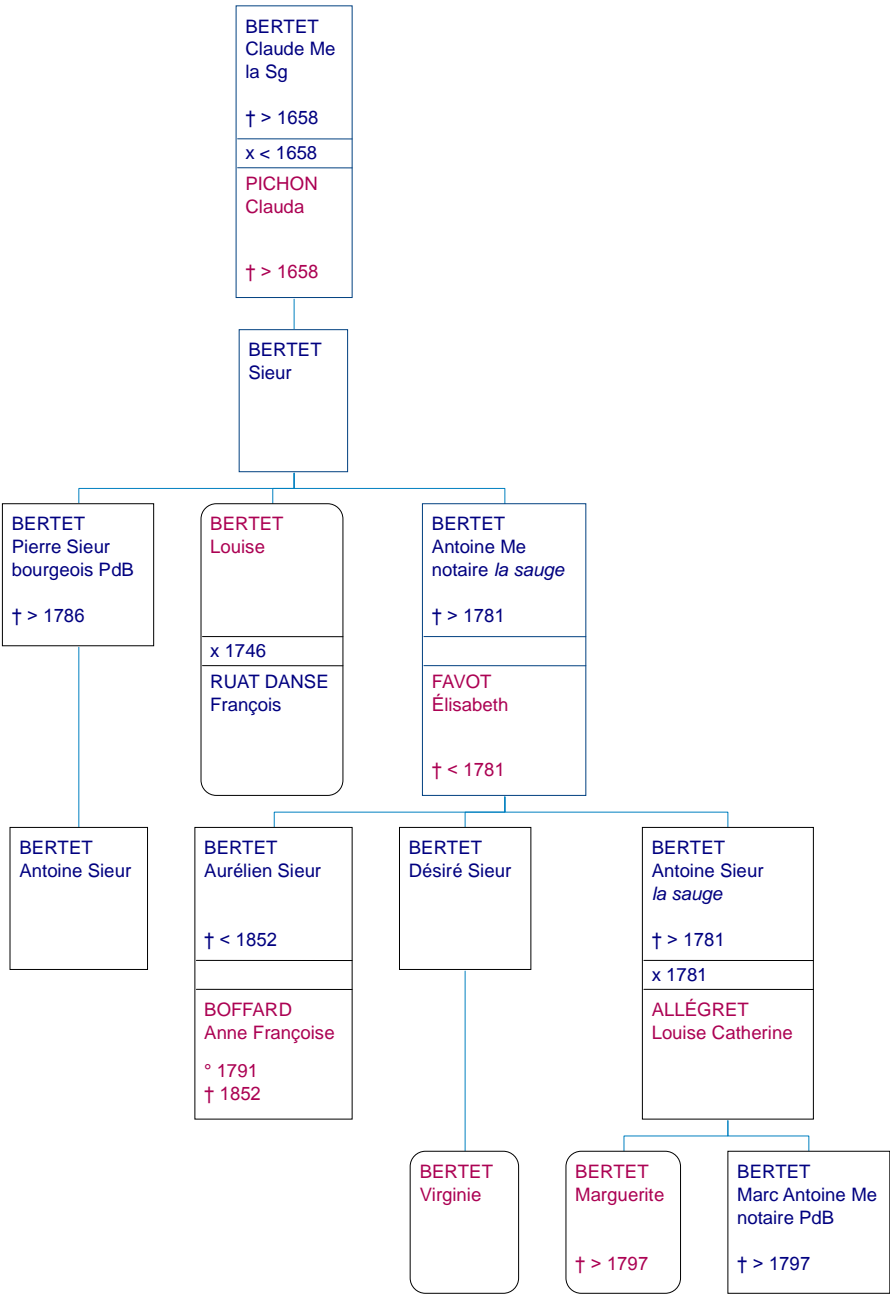 BERTET
Claude Me
la Sg
† > 1658
x < 1658
PICHON
Clauda
† > 1658
BERTET
Sieur
BERTET
Pierre Sieur
bourgeois PdB
† > 1786
BERTET
Louise
x 1746
RUAT DANSE
François
BERTET
Antoine Me
notaire la sauge
† > 1781
FAVOT
Élisabeth
† < 1781
BERTET
Antoine Sieur
BERTET
Aurélien Sieur
† < 1852
BOFFARD
Anne Françoise
° 1791
† 1852
BERTET
Désiré Sieur
BERTET
Antoine Sieur
la sauge
† > 1781
x 1781
ALLÉGRET
Louise Catherine
BERTET
Virginie
BERTET
Marguerite
† > 1797
BERTET
Marc Antoine Me
notaire PdB
† > 1797